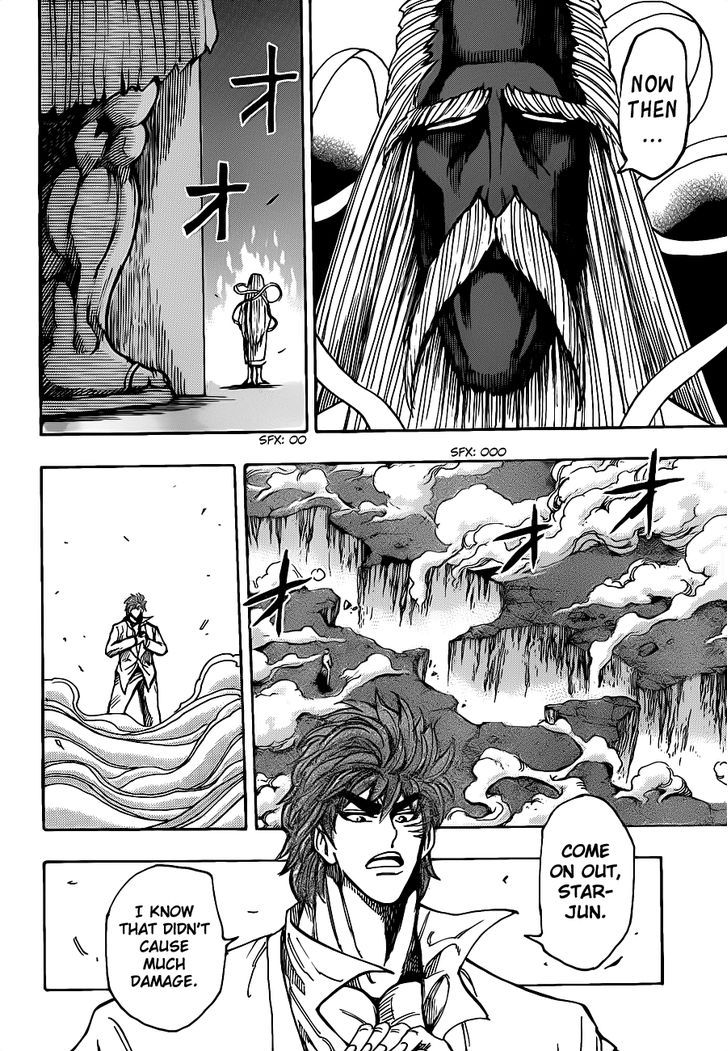 NOW
THEN
...
オ
オ
SFX: OO
SFX: OOO
オ
オ
オ
COME
ON OUT,
STAR-
JUN.
I KNOW
THAT DIDN'T
CAUSE
MUCH
DAMAGE.